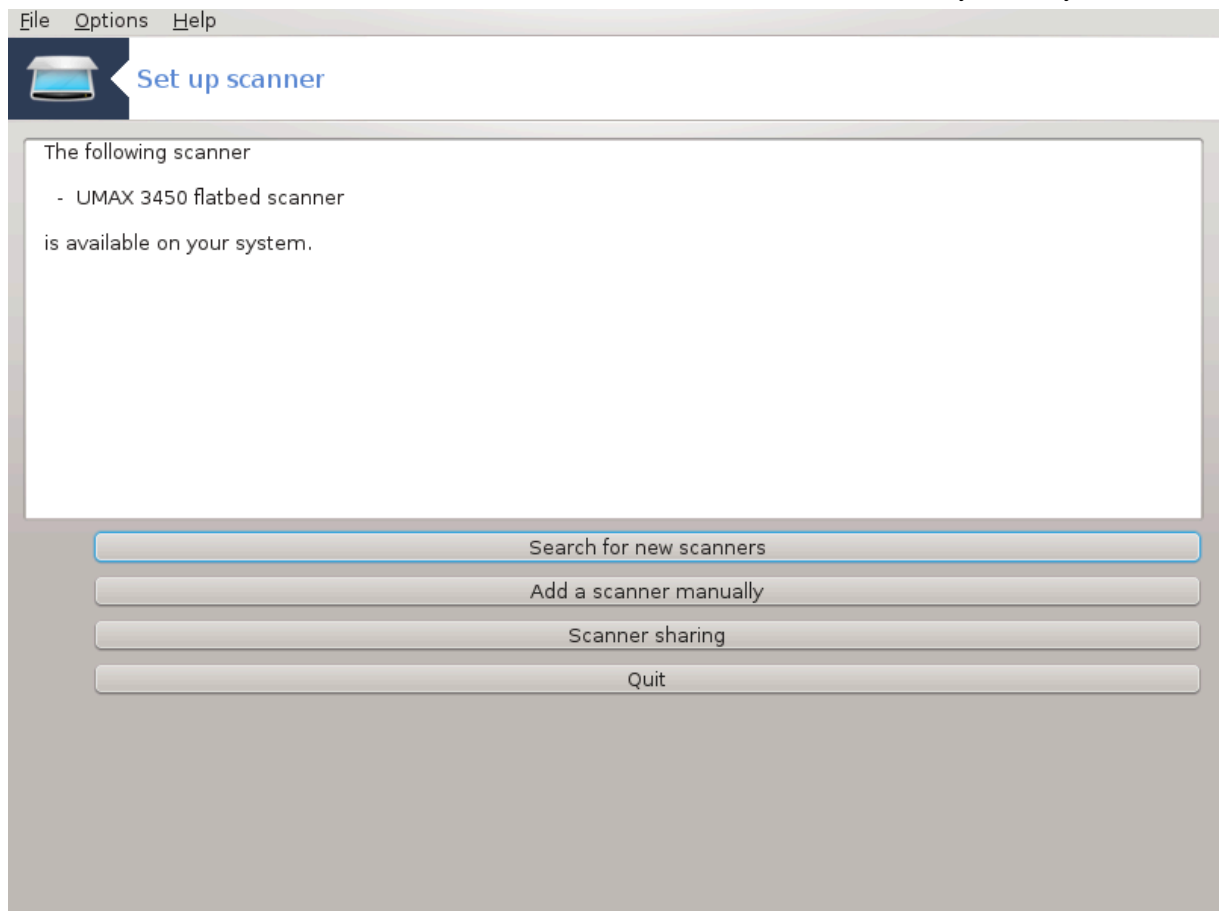 File Options Help
Set up scanner
The following scanner
- UMAX 3450 flatbed scanner
is available on your system.
Search for new scanners
Add a scanner manually
Scanner sharing
Quit